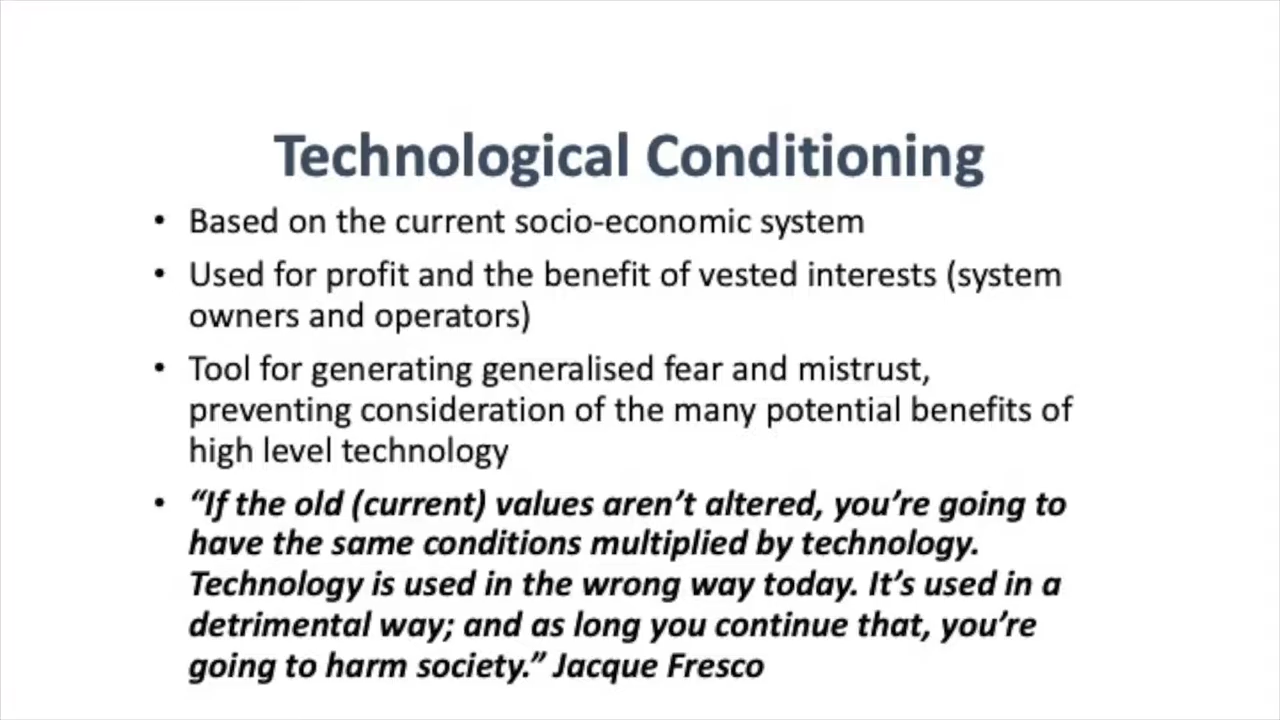 Technological Conditioning
• Based on the current socio-economic system
• Used for profit and the benefit of vested interests (system
owners and operators)
• Tool for generating generalised fear and mistrust,
preventing consideration of the many potential benefits of
high level technology
• “If the old (current) values aren’t altered, you’re going to
have the same conditions multiplied by technology.
Technology is used in the wrong way today. It’s used in a
detrimental way; and as long you continue that, you’re
going to harm society.” Jacque Fresco